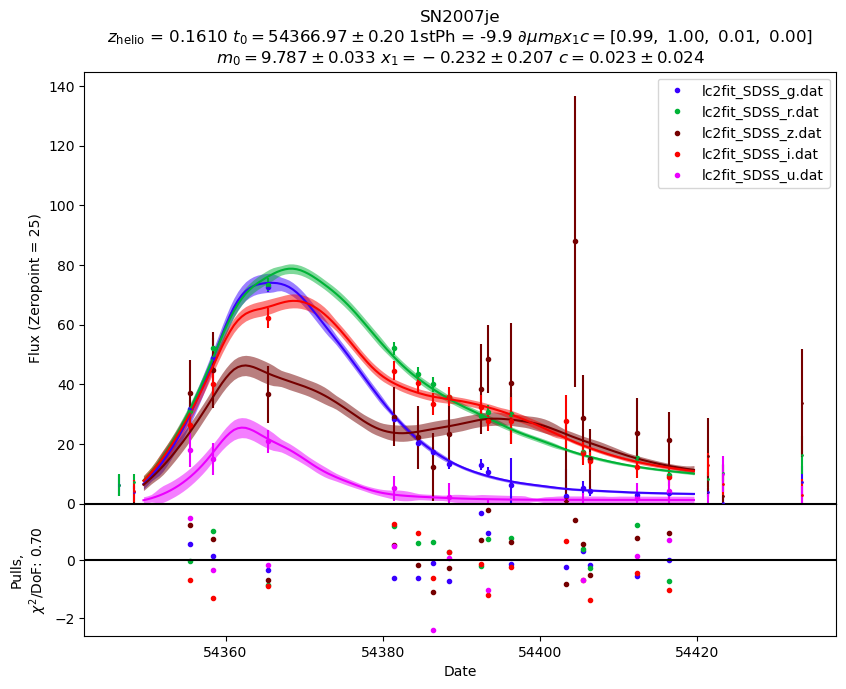 SN2007je
z_helio = 0.1610 t_0 = 54366.97 ± 0.20 1stPh = -9.9 ∂μm_Bx_1c = [0.99, 1.00, 0.01, 0.00]
m_0 = 9.787 ± 0.033 x_1 = −0.232 ± 0.207 c = 0.023 ± 0.024
lc2fit_SDSS_g.dat
lc2fit_SDSS_r.dat
lc2fit_SDSS_z.dat
lc2fit_SDSS_i.dat
lc2fit_SDSS_u.dat
Flux (Zeropoint = 25)
140
120
100
80
60
40
20
0
Pulls,
χ²/DoF: 0.70
0
−2
54360
54380
54400
54420
Date